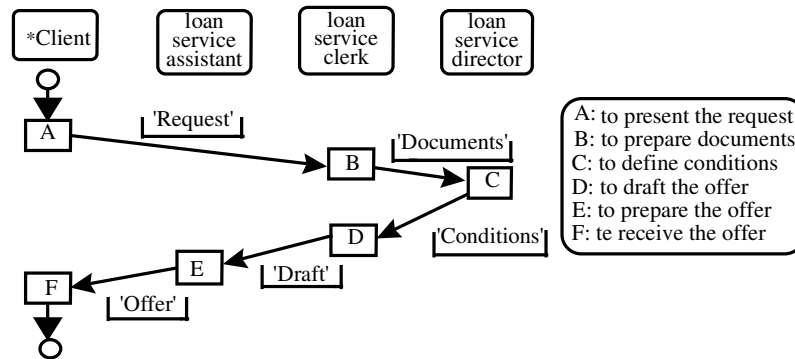 *Client
loan
service
assistant
loan
service
clerk
loan
service
director
A
'Request'
B
'Documents'
C
D
'Conditions'
E
'Draft'
F
'Offer'
A: to present the request
B: to prepare documents
C: to define conditions
D: to draft the offer
E: to prepare the offer
F: te receive the offer